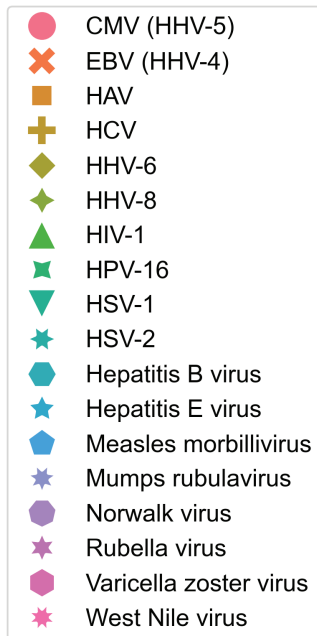 CMV (HHV-5)
EBV (HHV-4)
HAV
HCV
HHV-6
HHV-8
HIV-1
HPV-16
HSV-1
HSV-2
Hepatitis B virus
Hepatitis E virus
Measles morbillivirus
Mumps rubulavirus
Norwalk virus
Rubella virus
Varicella zoster virus
West Nile virus